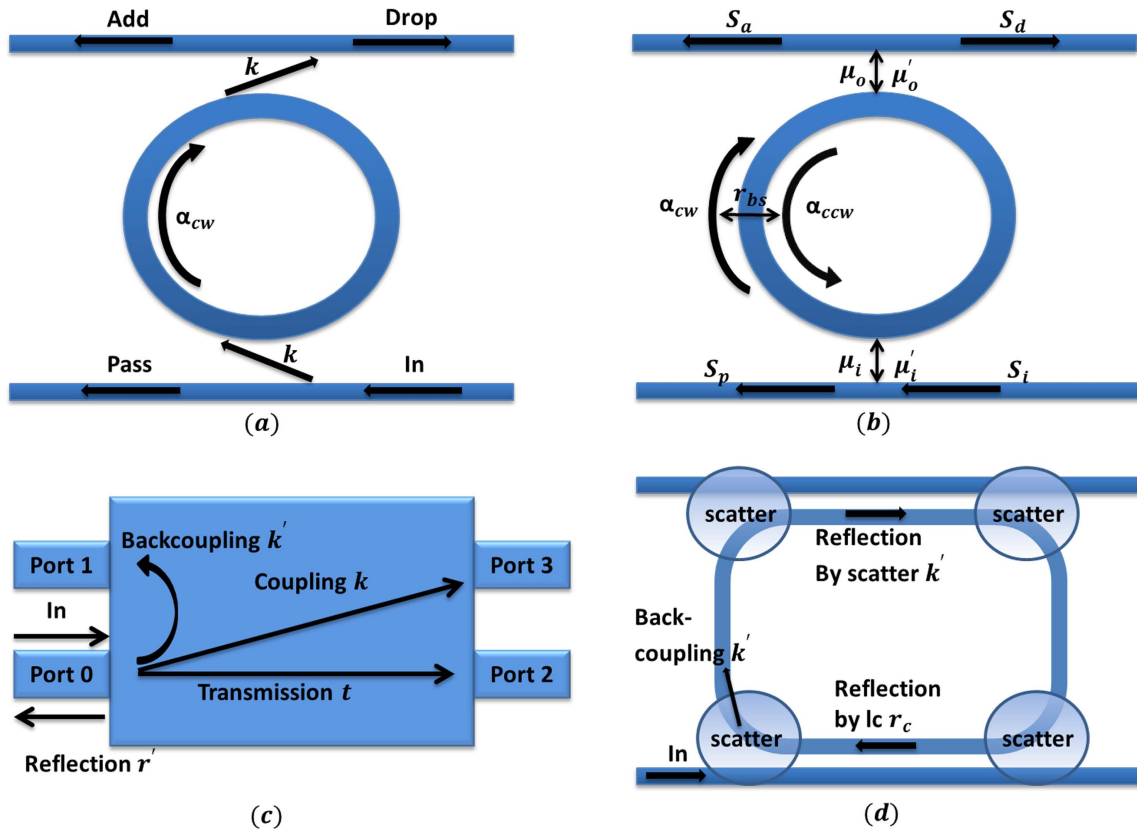 Add
Drop
k
α_cw
k
Pass
In
(a)
S_a
S_d
μ_o
μ_o′
r_bs
α_cw
α_ccw
μ_i
μ_i′
S_p
S_i
(b)
Backcoupling k′
Port 1
Coupling k
Port 3
In
Port 0
Port 2
Transmission t
Reflection r′
(c)
scatter
scatter
Reflection
By scatter k′
Back-
coupling k′
Reflection
by lc r_c
scatter
scatter
In
(d)